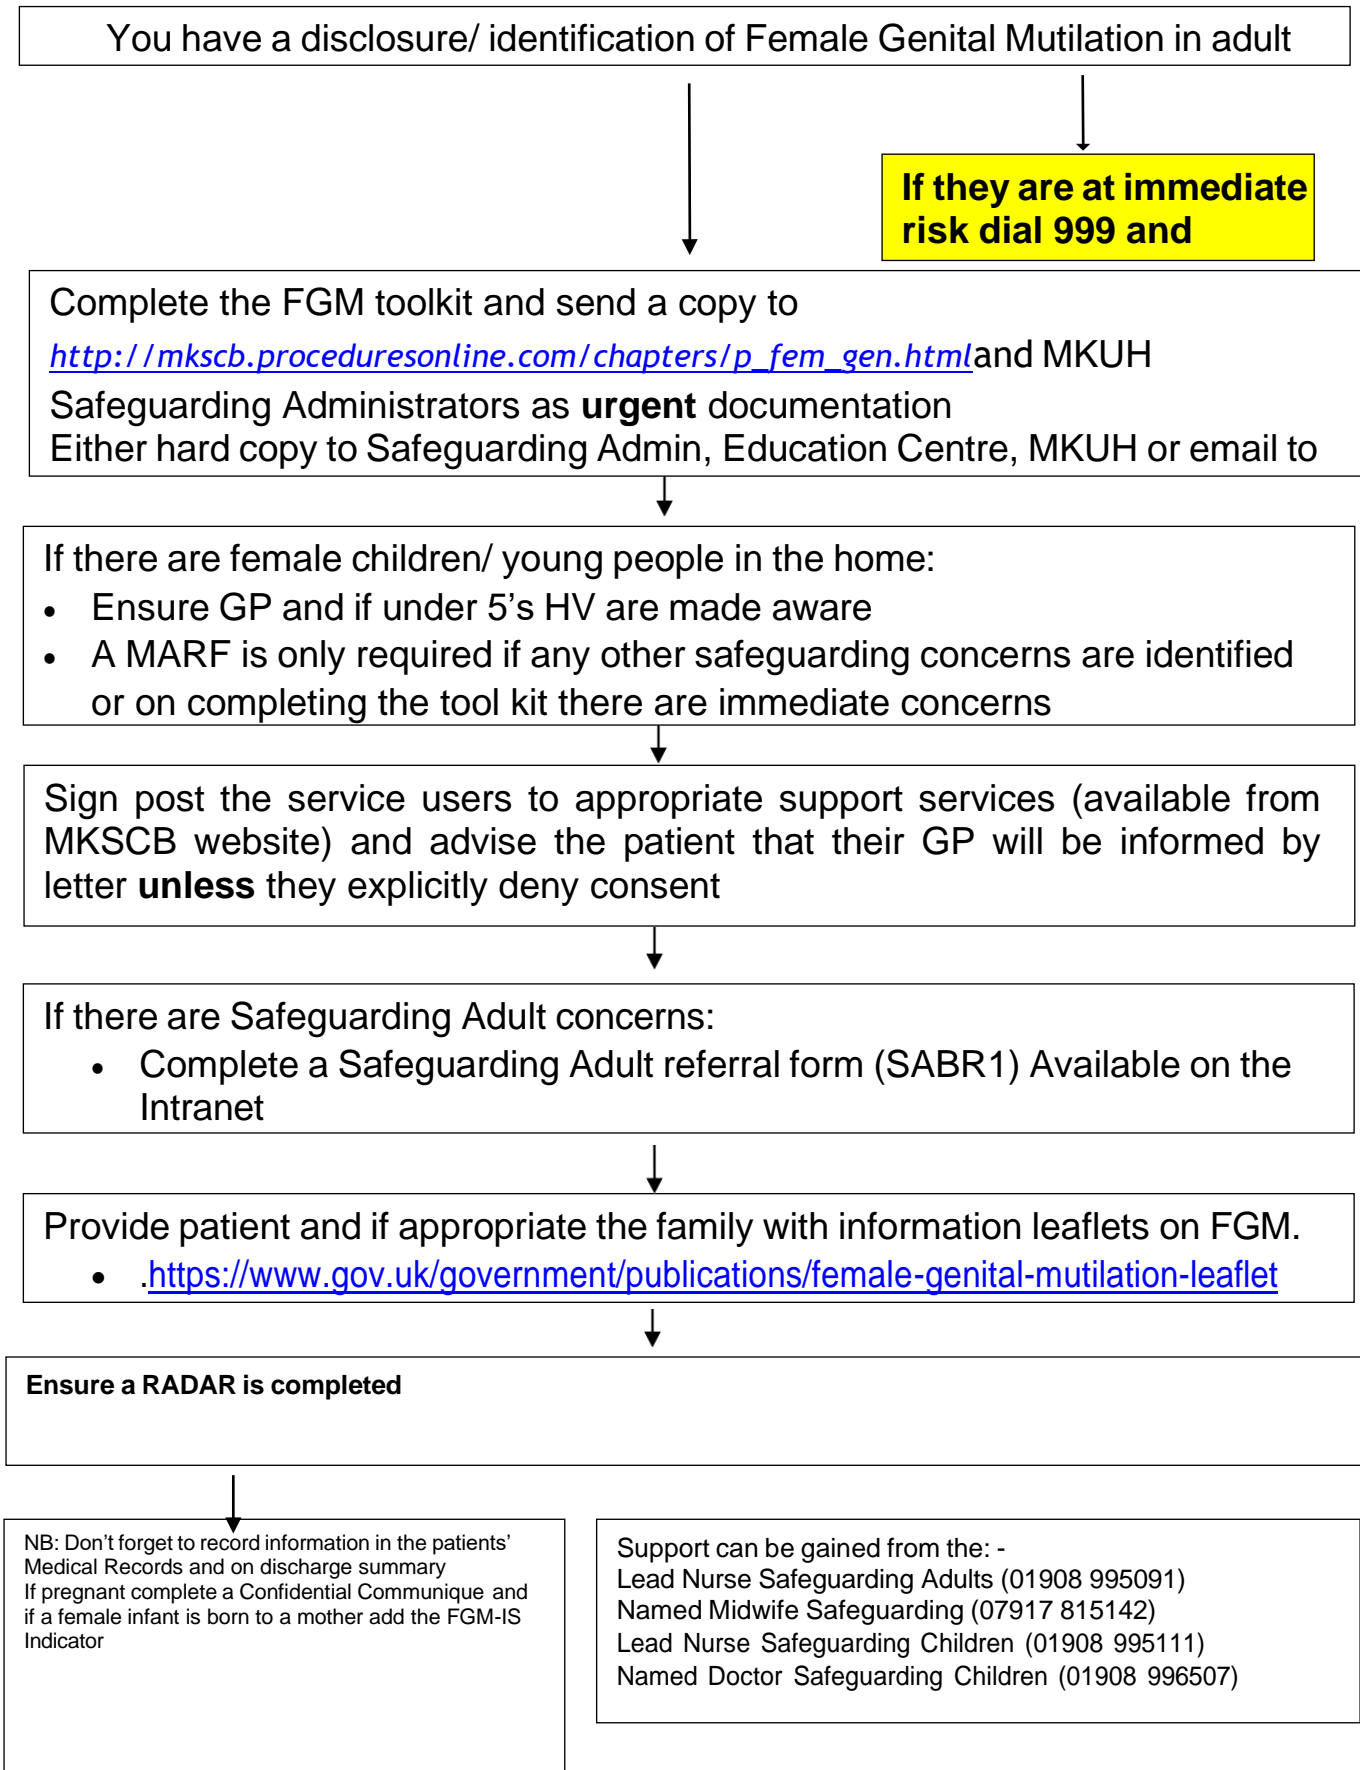 You have a disclosure/ identification of Female Genital Mutilation in adult
If they are at immediate
risk dial 999 and
Complete the FGM toolkit and send a copy to
http://mkscb.proceduresonline.com/chapters/p_fem_gen.htmland MKUH
Safeguarding Administrators as urgent documentation
Either hard copy to Safeguarding Admin, Education Centre, MKUH or email to
If there are female children/ young people in the home:
• Ensure GP and if under 5's HV are made aware
• A MARF is only required if any other safeguarding concerns are identified
or on completing the tool kit there are immediate concerns
Sign post the service users to appropriate support services (available from
MKSCB website) and advise the patient that their GP will be informed by
letter unless they explicitly deny consent
If there are Safeguarding Adult concerns:
• Complete a Safeguarding Adult referral form (SABR1) Available on the
Intranet
Provide patient and if appropriate the family with information leaflets on FGM.
• .https://www.gov.uk/government/publications/female-genital-mutilation-leaflet
Ensure a RADAR is completed
NB: Don't forget to record information in the patients'
Medical Records and on discharge summary
If pregnant complete a Confidential Communique and
if a female infant is born to a mother add the FGM-IS
Indicator
Support can be gained from the: -
Lead Nurse Safeguarding Adults (01908 995091)
Named Midwife Safeguarding (07917 815142)
Lead Nurse Safeguarding Children (01908 995111)
Named Doctor Safeguarding Children (01908 996507)